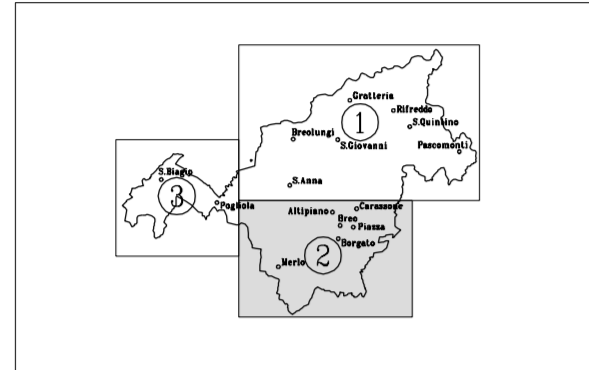 Gratteria
Rifreddo
1
S.Quintino
Breolungi
S.Giovanni
Pascomonti
S.Biagio
S.Anna
3
Pogliola
Altipiano
Carassone
Breo
Piazza
Borgato
2
Merlo